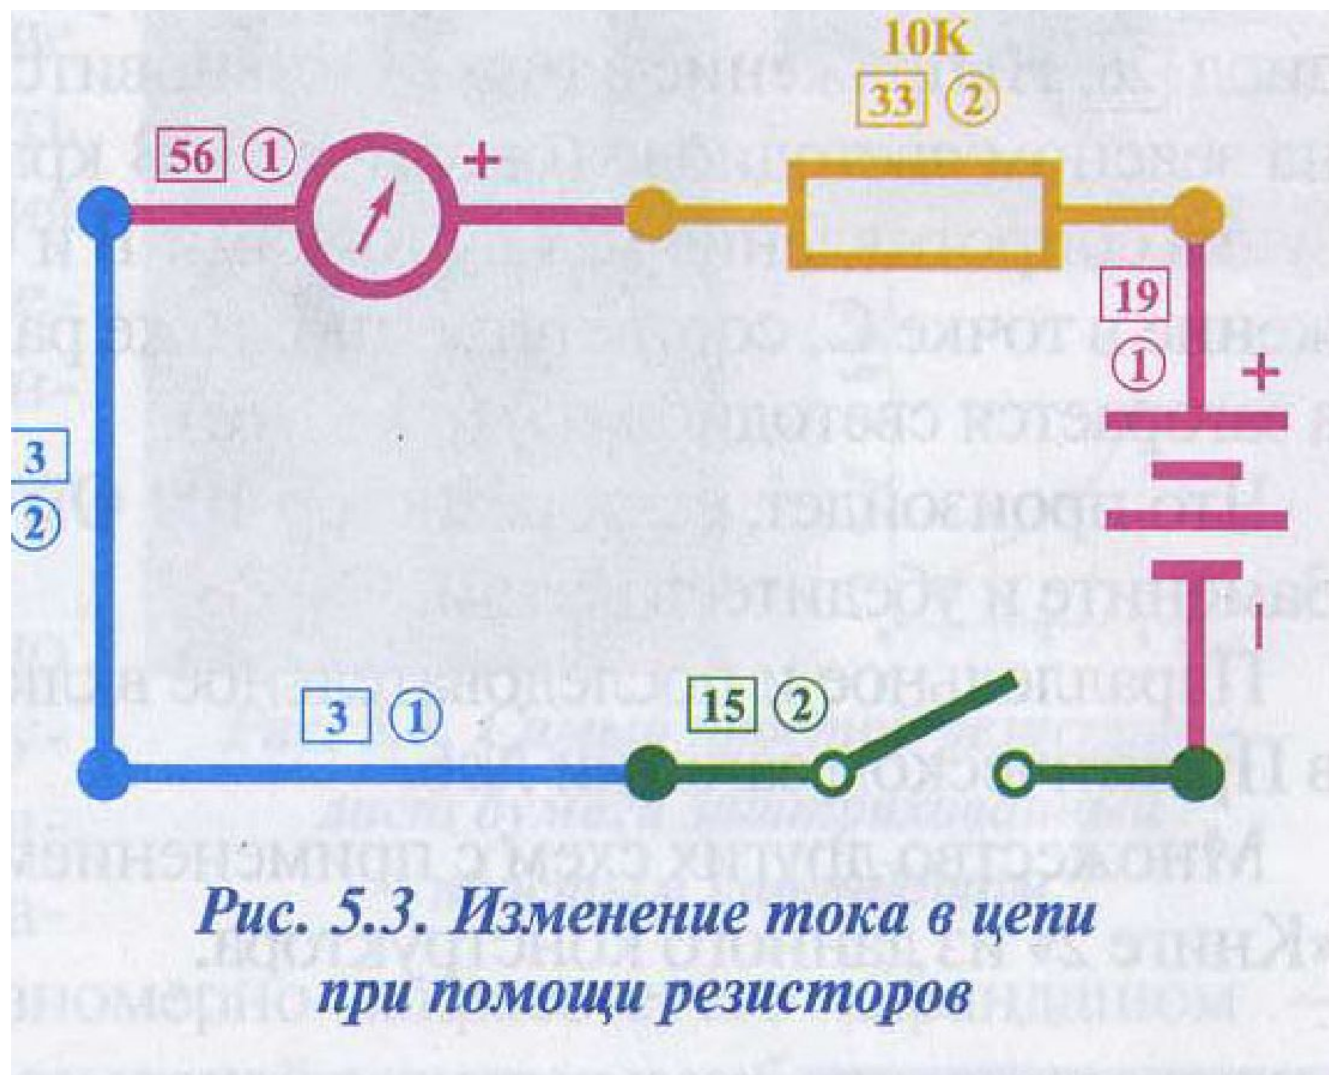 10K
33 2
56 1 +
19
1 +
3
2
–
3 1
15 2
Рис. 5.3. Изменение тока в цепи
при помощи резисторов